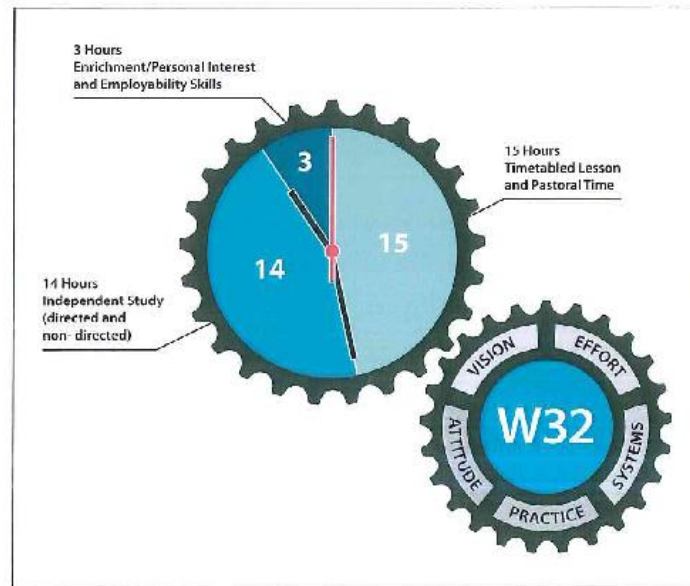 3 Hours
Enrichment/Personal Interest
and Employability Skills
3
15 Hours
Timetabled Lesson
and Pastoral Time
15
14
14 Hours
Independent Study
(directed and
non- directed)
VISION
EFFORT
ATTITUDE
W32
SYSTEMS
PRACTICE